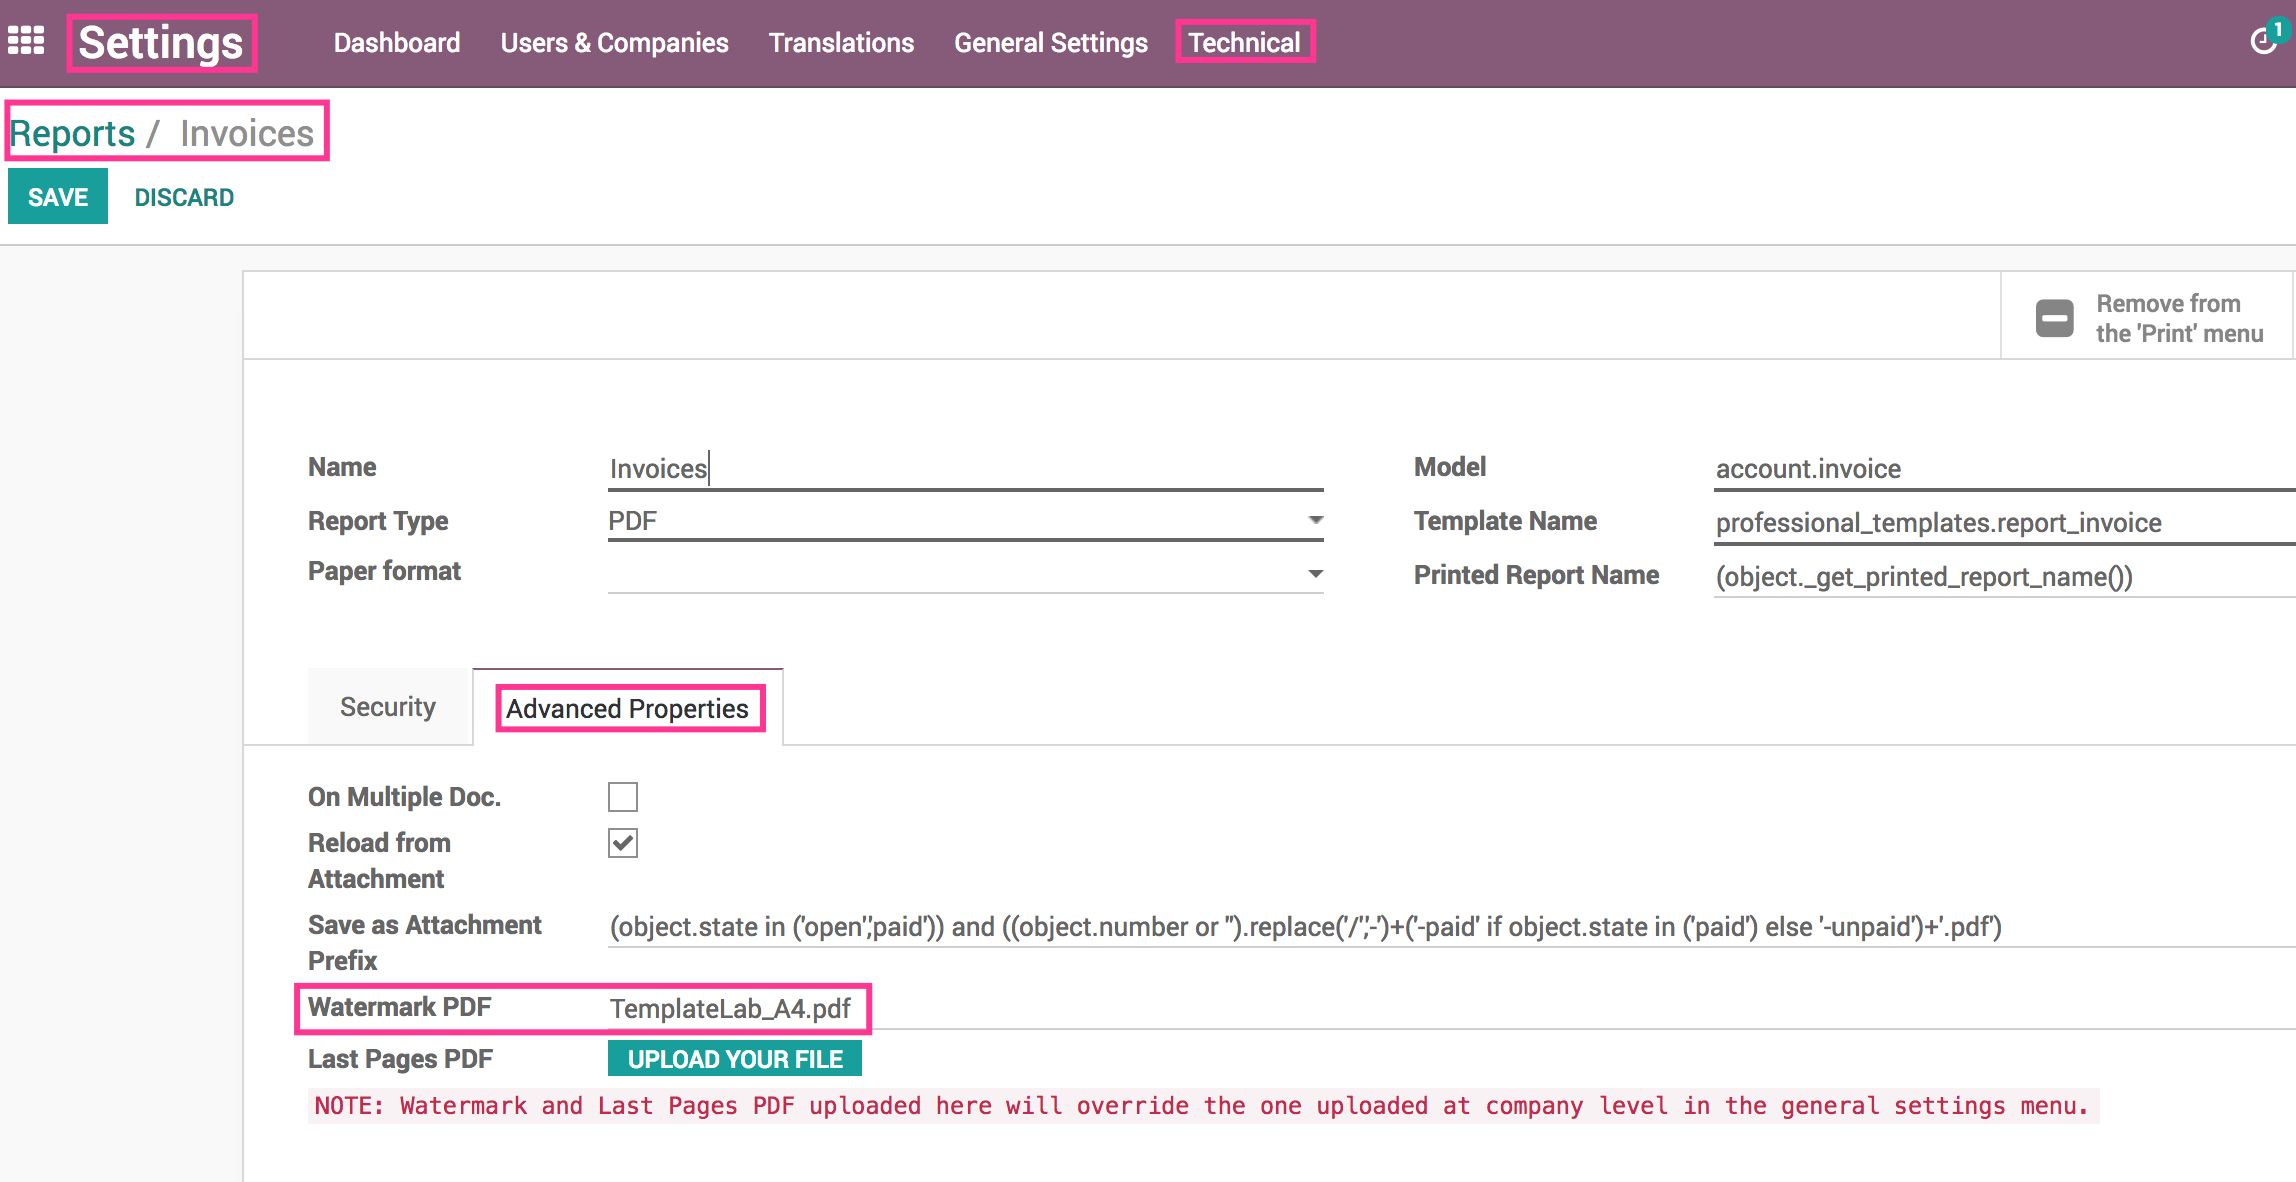 Settings Dashboard Users & Companies Translations General Settings Technical 1
Reports / Invoices
SAVE DISCARD
Remove from
the 'Print' menu
Name Invoices Model account.invoice
Report Type PDF Template Name professional_templates.report_invoice
Paper format Printed Report Name (object._get_printed_report_name())
Security Advanced Properties
On Multiple Doc.
Reload from
Attachment
Save as Attachment
Prefix
(object.state in ('open','paid')) and ((object.number or '').replace('/','-')+('-paid' if object.state in ('paid') else '-unpaid')+'.pdf')
Watermark PDF TemplateLab_A4.pdf
Last Pages PDF UPLOAD YOUR FILE
NOTE: Watermark and Last Pages PDF uploaded here will override the one uploaded at company level in the general settings menu.